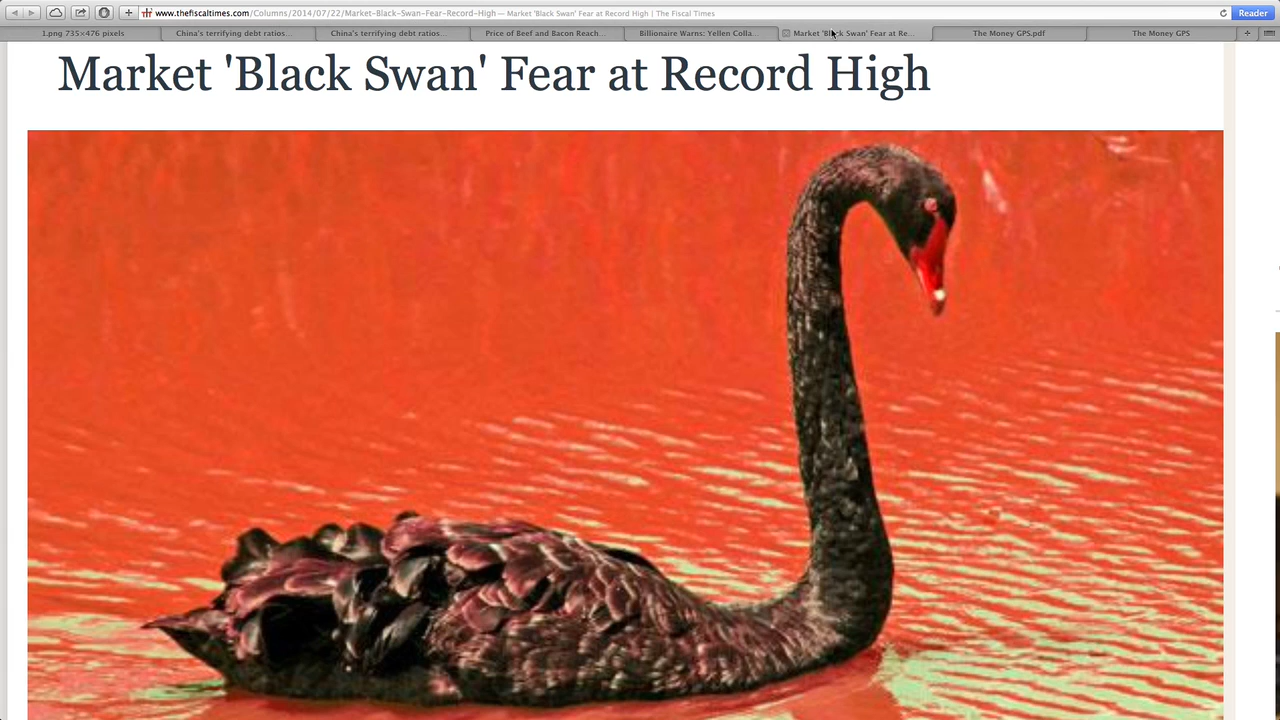 www.thefiscaltimes.com/Columns/2014/07/22/Market-Black-Swan-Fear-Record-High — Market 'Black Swan' Fear at Record High | The Fiscal Times
Reader
1.png 735×476 pixels
China's terrifying debt ratios...
China's terrifying debt ratios...
Price of Beef and Bacon Reach...
Billionaire Warns: Yellen Colla...
Market 'Black Swan' Fear at Re...
The Money GPS.pdf
The Money GPS
Market 'Black Swan' Fear at Record High